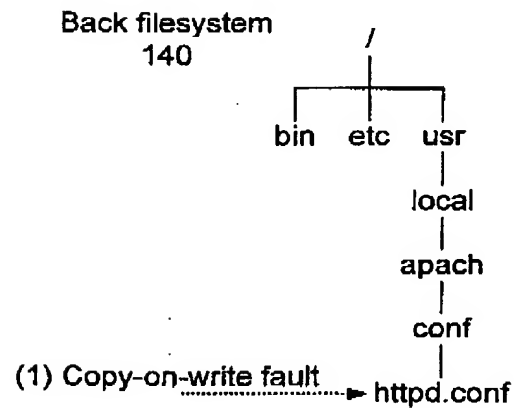 Back filesystem
140
/
bin etc usr
local
apach
conf
(1) Copy-on-write fault
httpd.conf